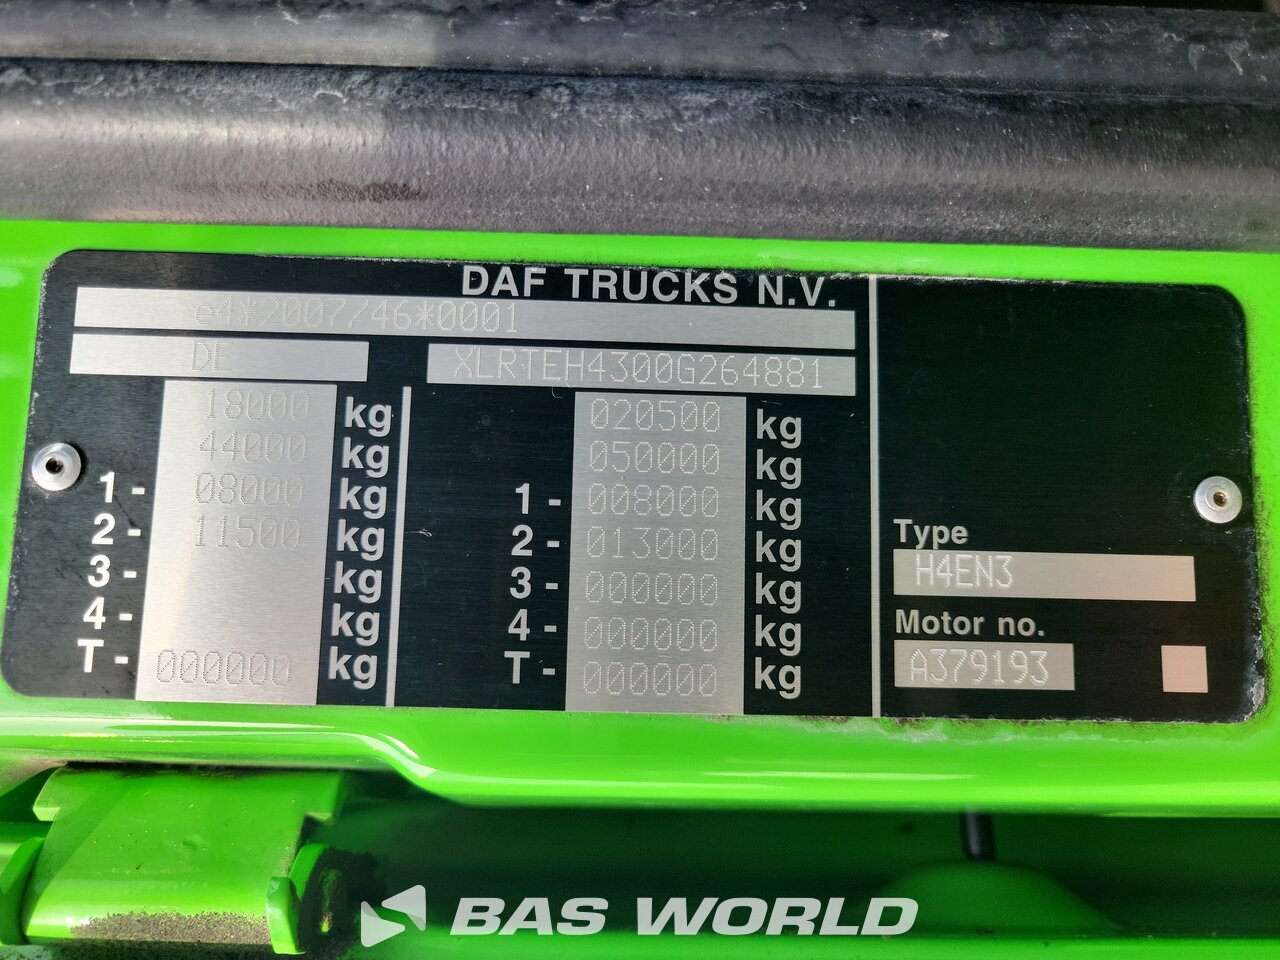 DAF TRUCKS N.V.
e4*2007/46*0001
DE XLRTEH4300G264881
18000 kg 020500 kg
44000 kg 050000 kg
1- 08000 kg 1- 008000 kg
2- 11500 kg 2- 013000 kg
3- kg 3- 000000 kg
4- kg 4- 000000 kg
T- 000000 kg T- 000000 kg
Type
H4EN3
Motor no.
A379193
BAS WORLD